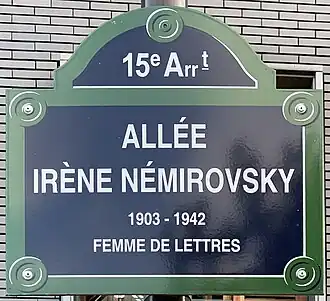 15e Arrt
ALLÉE
IRÈNE NÉMIROVSKY
1903 - 1942
FEMME DE LETTRES